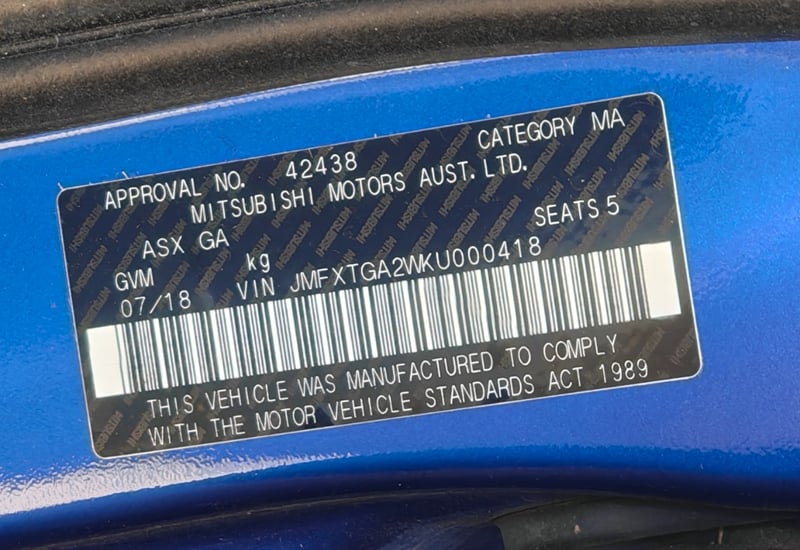 APPROVAL NO. 42438 CATEGORY MA
MITSUBISHI MOTORS AUST. LTD.
ASX GA SEATS 5
GVM kg
07/18 VIN JMFXTGA2WKU000418
THIS VEHICLE WAS MANUFACTURED TO COMPLY
WITH THE MOTOR VEHICLE STANDARDS ACT 1989